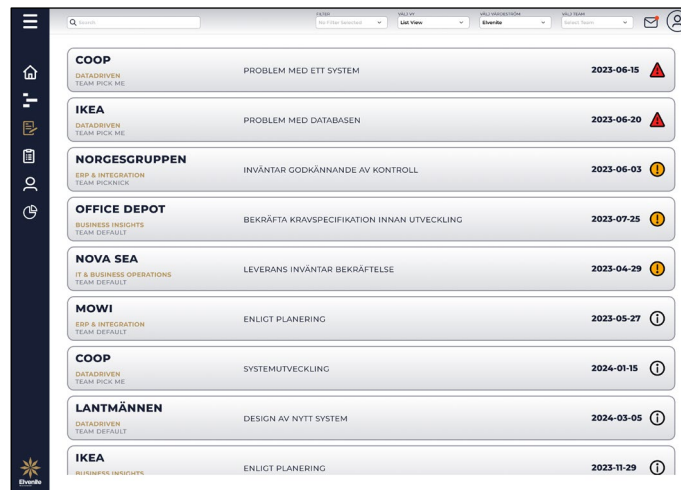 Search
FILTER
No Filter Selected
VÄLJ VY
List View
VÄLJ VÄRDESTRÖM
Elvenite
VÄLJ TEAM
Select Team
COOP
DATADRIVEN
TEAM PICK ME
PROBLEM MED ETT SYSTEM
2023-06-15
IKEA
DATADRIVEN
TEAM PICK ME
PROBLEM MED DATABASEN
2023-06-20
NORGESGRUPPEN
ERP & INTEGRATION
TEAM PICKNICK
INVÄNTAR GODKÄNNANDE AV KONTROLL
2023-06-03
OFFICE DEPOT
BUSINESS INSIGHTS
TEAM DEFAULT
BEKRÄFTA KRAVSPECIFIKATION INNAN UTVECKLING
2023-07-25
NOVA SEA
IT & BUSINESS OPERATIONS
TEAM DEFAULT
LEVERANS INVÄNTAR BEKRÄFTELSE
2023-04-29
MOWI
ERP & INTEGRATION
TEAM DEFAULT
ENLIGT PLANERING
2023-05-27
COOP
DATADRIVEN
TEAM PICK ME
SYSTEMUTVECKLING
2024-01-15
LANTMÄNNEN
DATADRIVEN
TEAM DEFAULT
DESIGN AV NYTT SYSTEM
2024-03-05
IKEA
BUSINESS INSIGHTS
ENLIGT PLANERING
2023-11-29
Elvenite